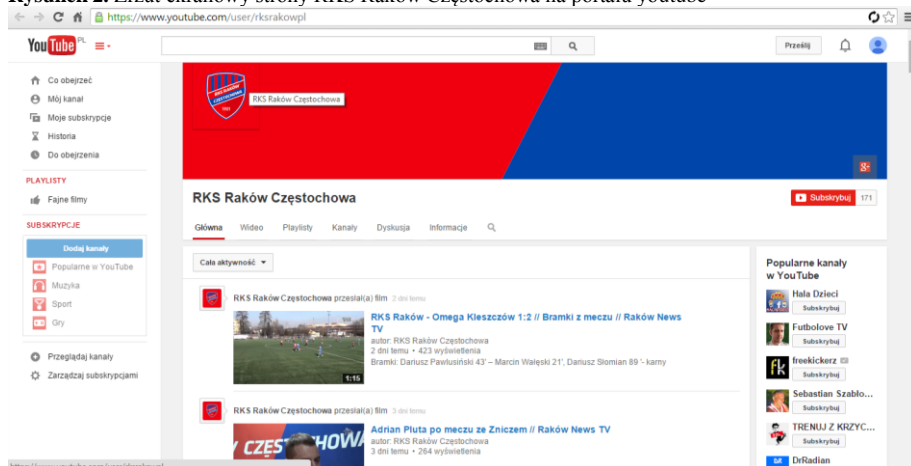 Rysunek 2. Zrzut ekranowy strony RKS Raków Częstochowa na portalu youtube
https://www.youtube.com/user/rksrakowpl
YouTube PL
Prześlij
Co obejrzeć
Mój kanał
Moje subskrypcje
Historia
Do obejrzenia
PLAYLISTY
Fajne filmy
SUBSKRYPCJE
Dodaj kanały
Popularne w YouTube
Muzyka
Sport
Gry
Przeglądaj kanały
Zarządzaj subskrypcjami
RKS Raków Częstochowa
RKS Raków Częstochowa
Subskrybuj 171
Główna Wideo Playlisty Kanały Dyskusja Informacje
Cała aktywność
RKS Raków Częstochowa przesłał(a) film 2 dni temu
RKS Raków - Omega Kleszczów 1:2 // Bramki z meczu // Raków News
TV
autor: RKS Raków Częstochowa
2 dni temu • 423 wyświetlenia
Bramki: Dariusz Pawlusiński 43' – Marcin Wałęski 21', Dariusz Słomian 89 '- karny
1:15
RKS Raków Częstochowa przesłał(a) film 3 dni temu
Adrian Pluta po meczu ze Zniczem // Raków News TV
autor: RKS Raków Częstochowa
3 dni temu • 264 wyświetlenia
Popularne kanały
w YouTube
Hala Dzieci
Subskrybuj
Futbolove TV
Subskrybuj
freekickerz
Subskrybuj
Sebastian Szabło...
Subskrybuj
TRENUJ Z KRZYC...
Subskrybuj
DrRadian